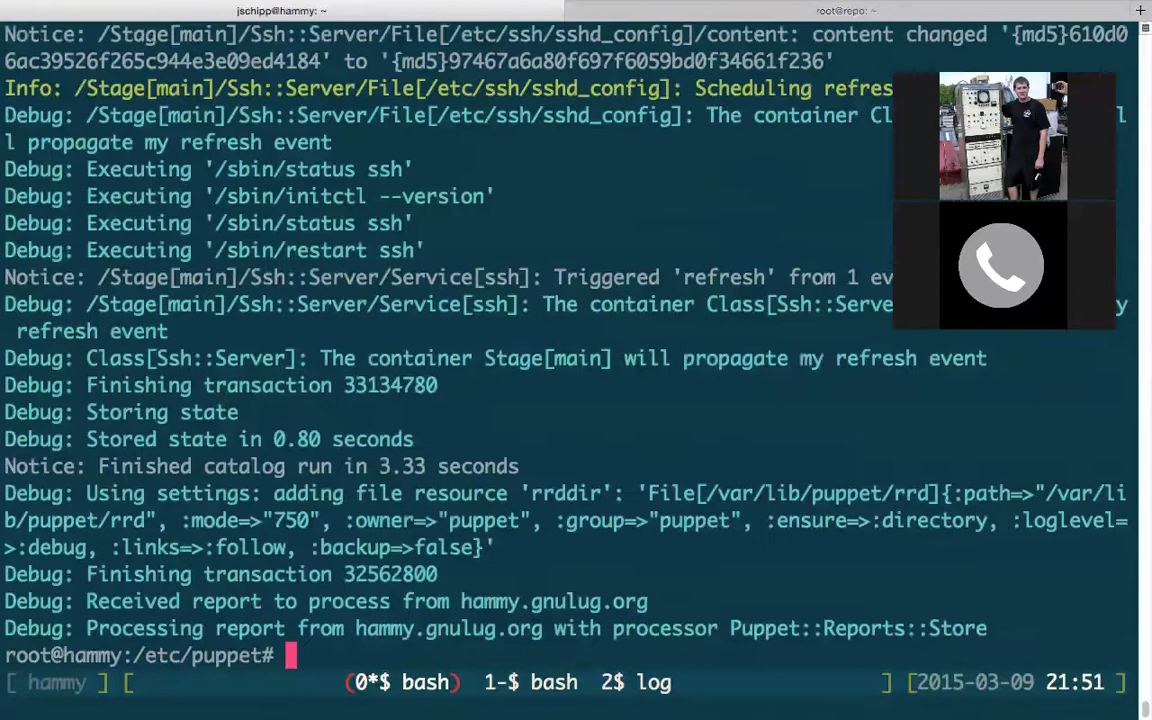 jschipp@hammy: ~
root@repo: ~
Notice: /Stage[main]/Ssh::Server/File[/etc/ssh/sshd_config]/content: content changed '{md5}610d0
6ac39526f265c944e3e09ed4184' to '{md5}97467a6a80f697f6059bd0f34661f236'
Info: /Stage[main]/Ssh::Server/File[/etc/ssh/sshd_config]: Scheduling refres
Debug: /Stage[main]/Ssh::Server/File[/etc/ssh/sshd_config]: The container Cl l
l propagate my refresh event
Debug: Executing '/sbin/status ssh'
Debug: Executing '/sbin/initctl --version'
Debug: Executing '/sbin/status ssh'
Debug: Executing '/sbin/restart ssh'
Notice: /Stage[main]/Ssh::Server/Service[ssh]: Triggered 'refresh' from 1 ev
Debug: /Stage[main]/Ssh::Server/Service[ssh]: The container Class[Ssh::Serve y
refresh event
Debug: Class[Ssh::Server]: The container Stage[main] will propagate my refresh event
Debug: Finishing transaction 33134780
Debug: Storing state
Debug: Stored state in 0.80 seconds
Notice: Finished catalog run in 3.33 seconds
Debug: Using settings: adding file resource 'rrddir': 'File[/var/lib/puppet/rrd]{:path=>"/var/li
b/puppet/rrd", :mode=>"750", :owner=>"puppet", :group=>"puppet", :ensure=>:directory, :loglevel=
>:debug, :links=>:follow, :backup=>false}'
Debug: Finishing transaction 32562800
Debug: Received report to process from hammy.gnulug.org
Debug: Processing report from hammy.gnulug.org with processor Puppet::Reports::Store
root@hammy:/etc/puppet#
[ hammy ] [ (0*$ bash) 1-$ bash 2$ log ] [2015-03-09 21:51 ]